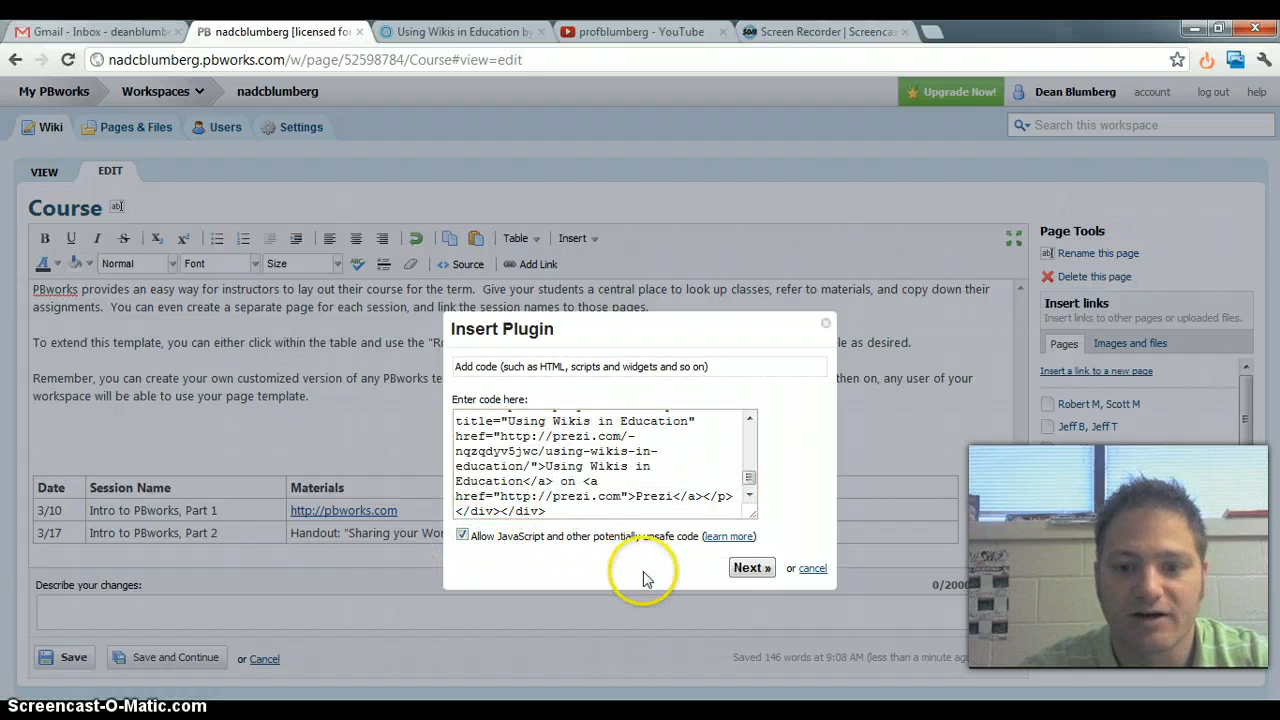 Gmail - Inbox - deanblumb
PB nadcblumberg [licensed for
Using Wikis in Education by
profblumberg - YouTube
Screen Recorder | Screencas
nadcblumberg.pbworks.com/w/page/52598784/Course#view=edit
My PBworks Workspaces nadcblumberg Upgrade Now! Dean Blumberg account log out help
Wiki Pages & Files Users Settings Search this workspace
VIEW EDIT
Course
Page Tools
B U I S X₂ X² Table Insert
Rename this page
A Normal Font Size ABC Source Add Link
Delete this page
PBworks provides an easy way for instructors to lay out their course for the term. Give your students a central place to look up classes, refer to materials, and copy down their
assignments. You can even create a separate page for each session, and link the session names to those pages.
Insert links
Insert links to other pages or uploaded files.
To extend this template, you can either click within the table and use the "Ro
le as desired.
Pages Images and files
Insert a link to a new page
Remember, you can create your own customized version of any PBworks te
then on, any user of your
workspace will be able to use your page template.
Robert M, Scott M
Jeff B, Jeff T
Insert Plugin
Add code (such as HTML, scripts and widgets and so on)
Enter code here:
title="Using Wikis in Education"
href="http://prezi.com/-
nqzqdyv5jwc/using-wikis-in-
education/">Using Wikis in
Education</a> on <a
href="http://prezi.com">Prezi</a></p>
</div></div>
Allow JavaScript and other potentially unsafe code (learn more)
Next » or cancel
Date Session Name Materials
3/10 Intro to PBworks, Part 1 http://pbworks.com
3/17 Intro to PBworks, Part 2 Handout: "Sharing your Wo
Describe your changes: 0/2000
Save Save and Continue or Cancel Saved 146 words at 9:08 AM (less than a minute ago
Screencast-O-Matic.com